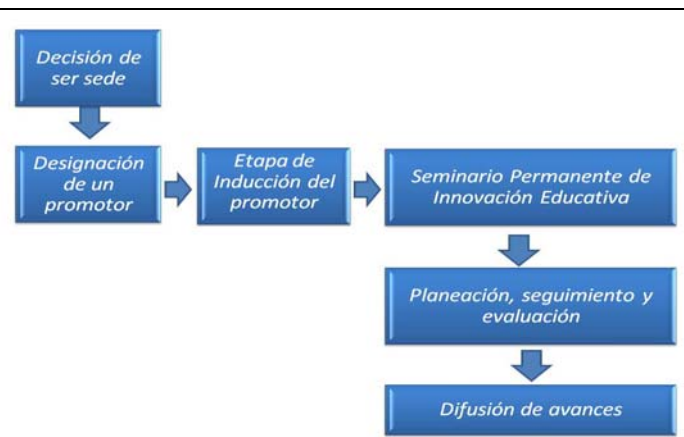 Decisión de
ser sede
Designación
de un
promotor
Etapa de
Inducción del
promotor
Seminario Permanente de
Innovación Educativa
Planeación, seguimiento y
evaluación
Difusión de avances